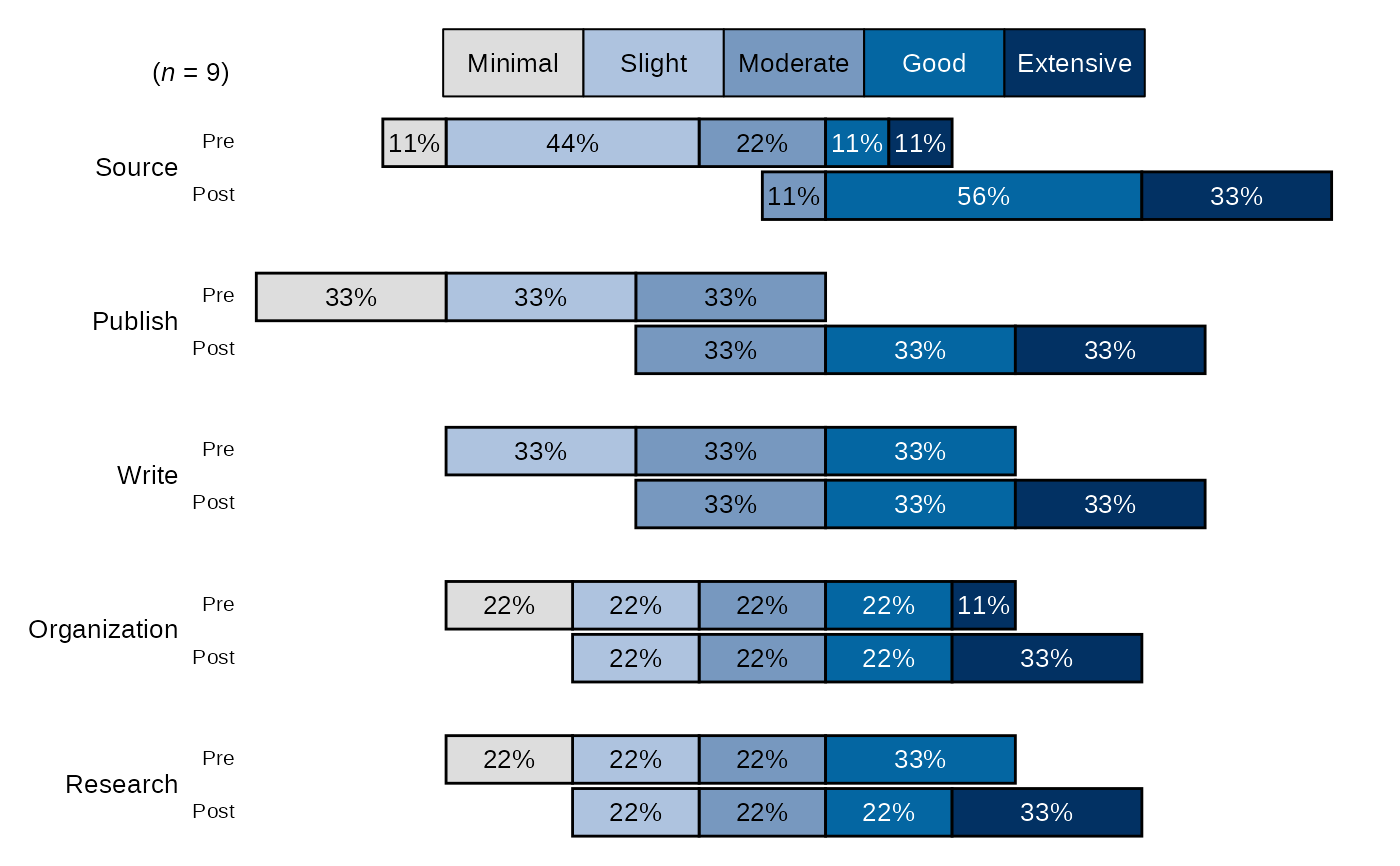 (n = 9)
Minimal Slight Moderate Good Extensive
Source
Pre 11% 44% 22% 11% 11%
Post 11% 56% 33%
Publish
Pre 33% 33% 33%
Post 33% 33% 33%
Write
Pre 33% 33% 33%
Post 33% 33% 33%
Organization
Pre 22% 22% 22% 22% 11%
Post 22% 22% 22% 33%
Research
Pre 22% 22% 22% 33%
Post 22% 22% 22% 33%